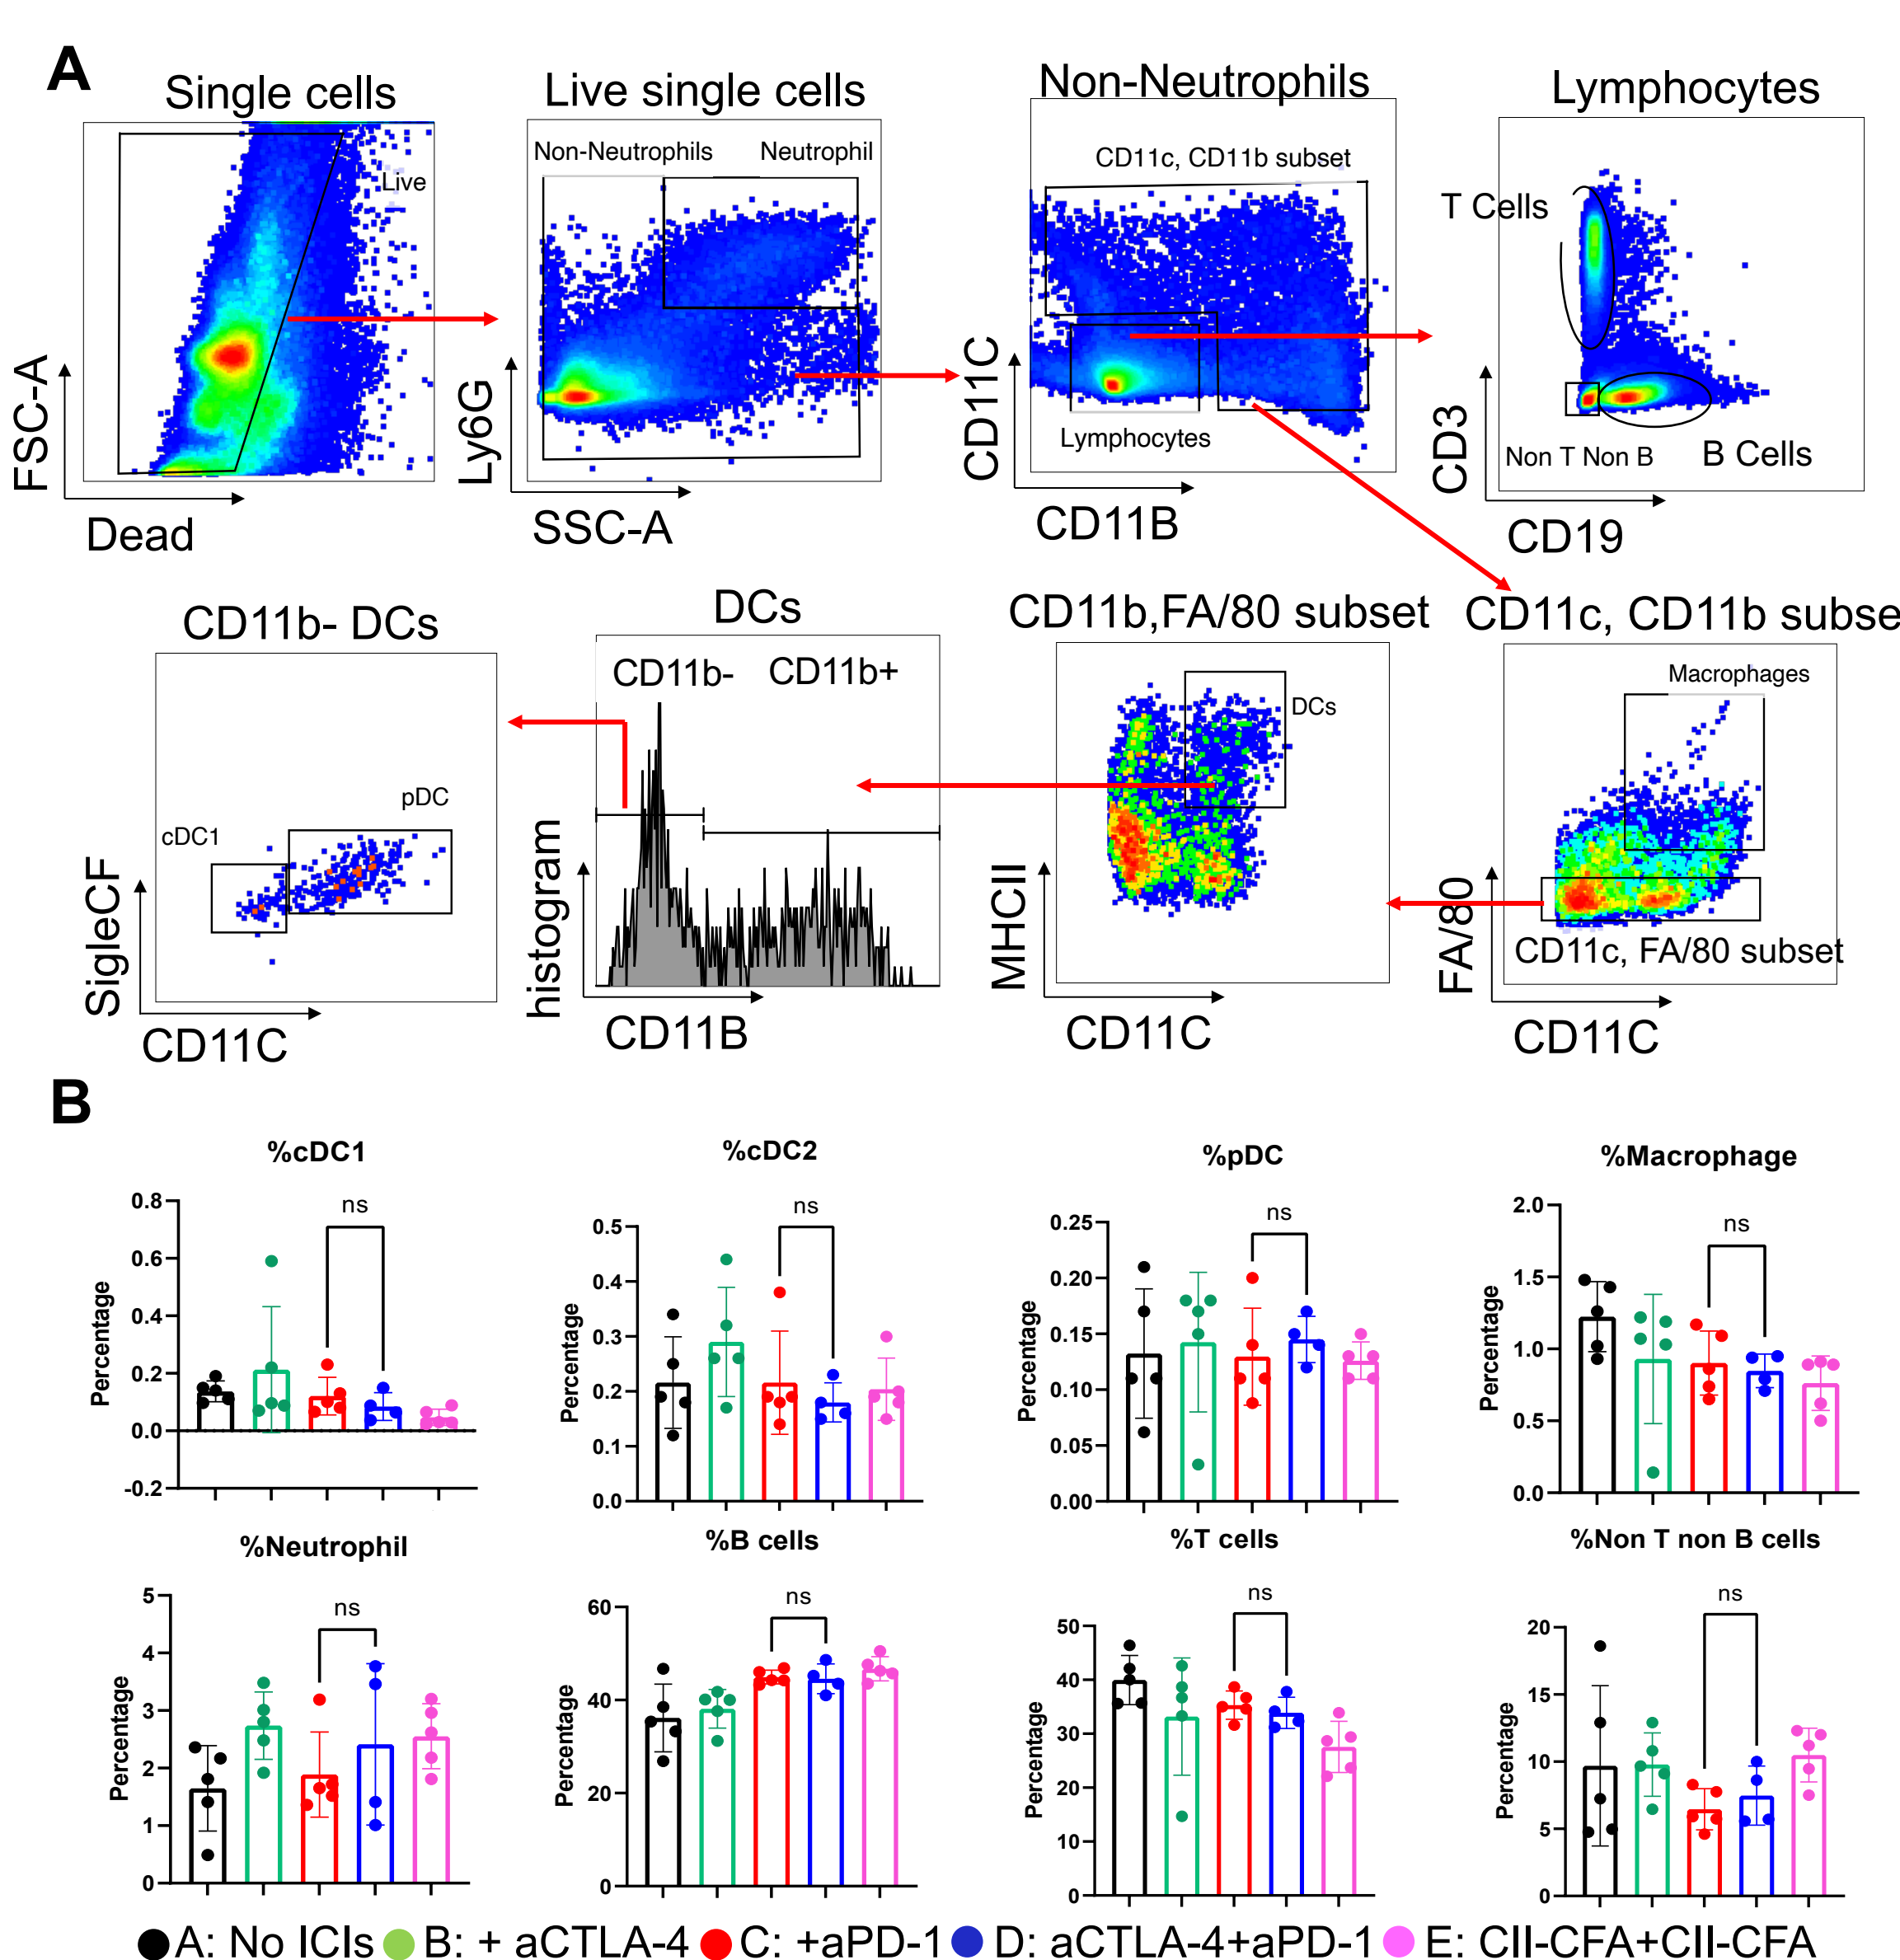 A
Single cells
Live single cells
Non-Neutrophils
Lymphocytes
Live
Non-Neutrophils
Neutrophil
CD11c, CD11b subset
Lymphocytes
T Cells
Non T Non B
B Cells
FSC-A
Dead
Ly6G
SSC-A
CD11C
CD11B
CD3
CD19
CD11b- DCs
DCs
CD11b,FA/80 subset
CD11c, CD11b subse
cDC1
pDC
CD11b-
CD11b+
DCs
Macrophages
CD11c, FA/80 subset
SigleCF
CD11C
histogram
CD11B
MHCII
CD11C
FA/80
CD11C
B
%cDC1
Percentage
0.8
0.6
0.4
0.2
0.0
-0.2
ns
%cDC2
Percentage
0.5
0.4
0.3
0.2
0.1
0.0
ns
%pDC
Percentage
0.25
0.20
0.15
0.10
0.05
0.00
ns
%Macrophage
Percentage
2.0
1.5
1.0
0.5
0.0
ns
%Neutrophil
Percentage
5
4
3
2
1
0
ns
%B cells
Percentage
60
40
20
0
ns
%T cells
Percentage
50
40
30
20
10
0
ns
%Non T non B cells
Percentage
20
15
10
5
0
ns
A: No ICIs B: + aCTLA-4 C: +aPD-1 D: aCTLA-4+aPD-1 E: CII-CFA+CII-CFA